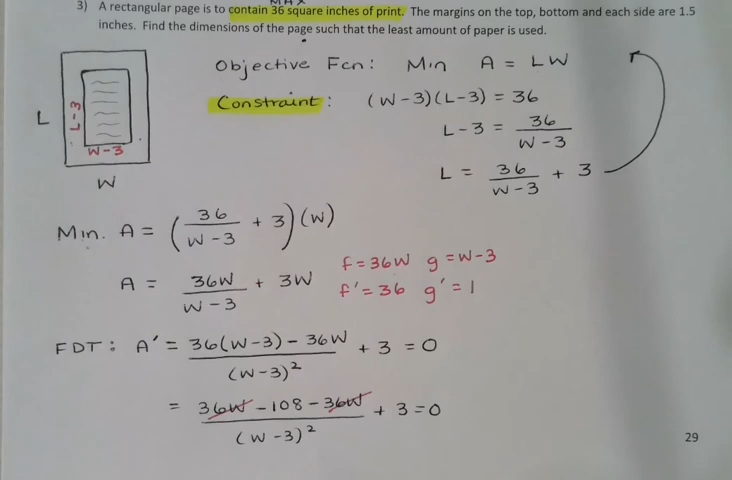 MAX
3) A rectangular page is to contain 36 square inches of print. The margins on the top, bottom and each side are 1.5
inches. Find the dimensions of the page such that the least amount of paper is used.
Objective Fcn: Min A = LW
Constraint: (W-3)(L-3) = 36
L
L-3
W-3
W
L-3 = 36/(W-3)
L = 36/(W-3) + 3
Min. A = (36/(W-3) + 3)(W)
A = 36W/(W-3) + 3W
f = 36W g = W-3
f' = 36 g' = 1
FDT: A' = (36(W-3) - 36W)/(W-3)² + 3 = 0
= (36W - 108 - 36W)/(W-3)² + 3 = 0
29